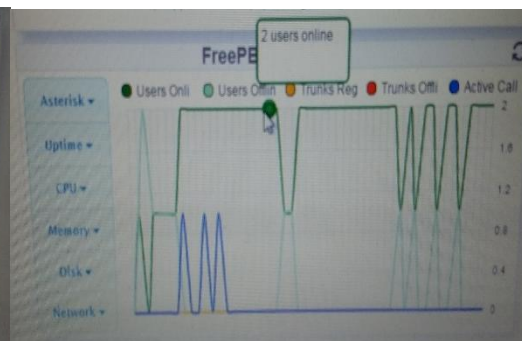 2 users online
FreePB
Users Onli Users Offlin Trunks Reg Trunks Offli Active Call
Asterisk
Uptime
CPU
Memory
Disk
Network
2
1.6
1.2
0.8
0.4
0